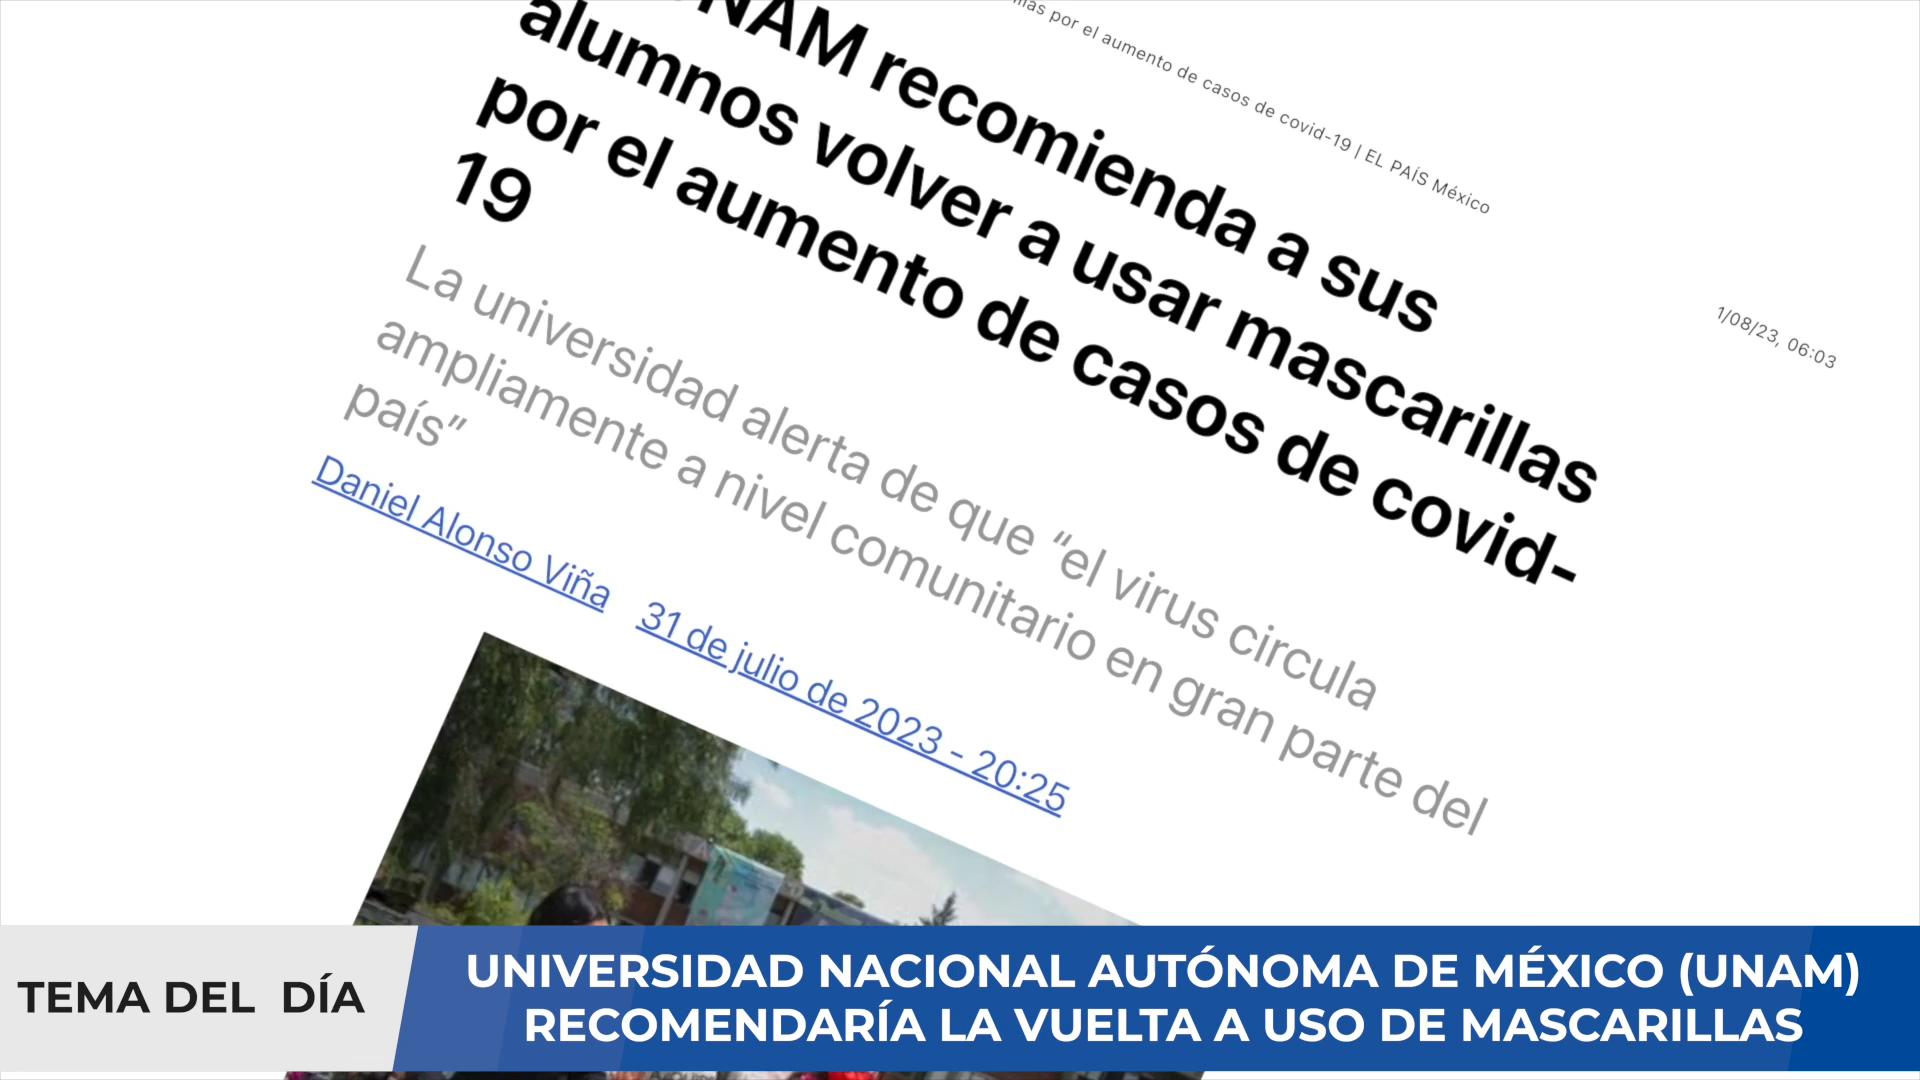 por el aumento de casos de covid-19 | EL PAÍS México
1/08/23, 06:03
UNAM recomienda a sus
alumnos volver a usar mascarillas
por el aumento de casos de covid-
19
La universidad alerta de que “el virus circula
ampliamente a nivel comunitario en gran parte del
país”
Daniel Alonso Viña 31 de julio de 2023 - 20:25
TEMA DEL DÍA
UNIVERSIDAD NACIONAL AUTÓNOMA DE MÉXICO (UNAM)
RECOMENDARÍA LA VUELTA A USO DE MASCARILLAS